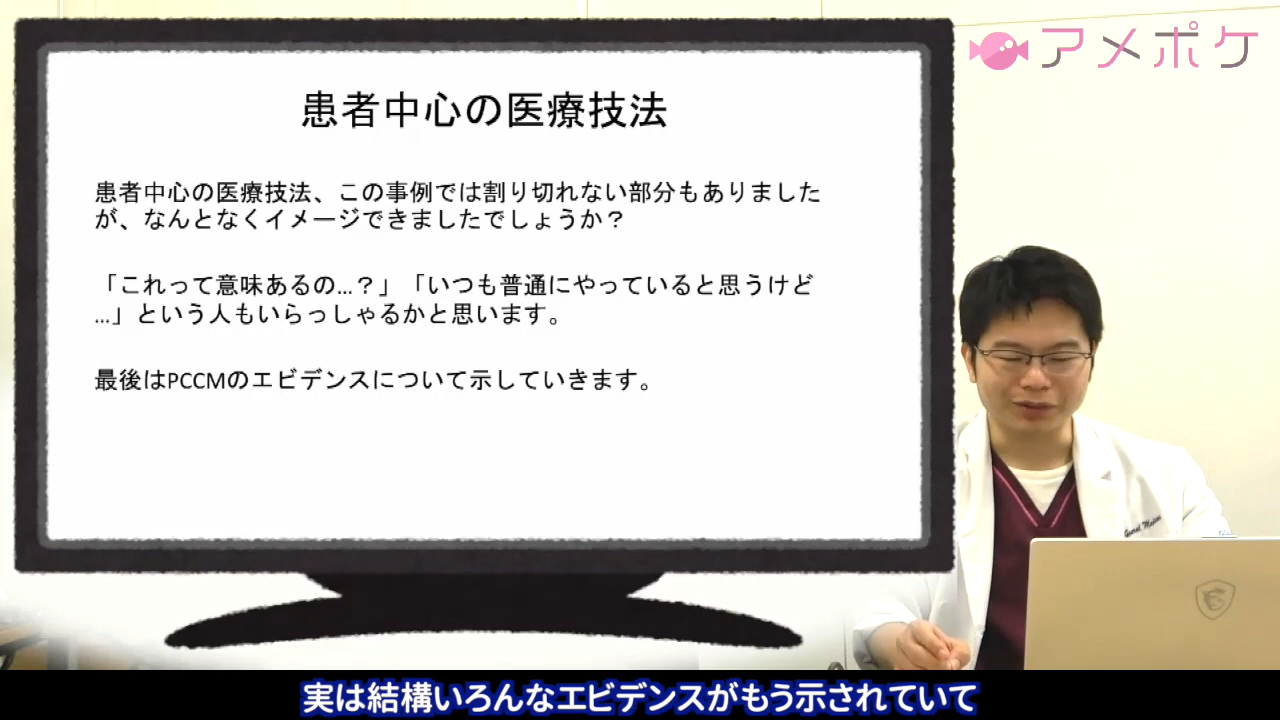 アメポケ
患者中心の医療技法
患者中心の医療技法、この事例では割り切れない部分もありました
が、なんとなくイメージできましたでしょうか？
「これって意味あるの…？」「いつも普通にやっていると思うけど
…」という人もいらっしゃるかと思います。
最後はPCCMのエビデンスについて示していきます。
実は結構いろんなエビデンスがもう示されていて